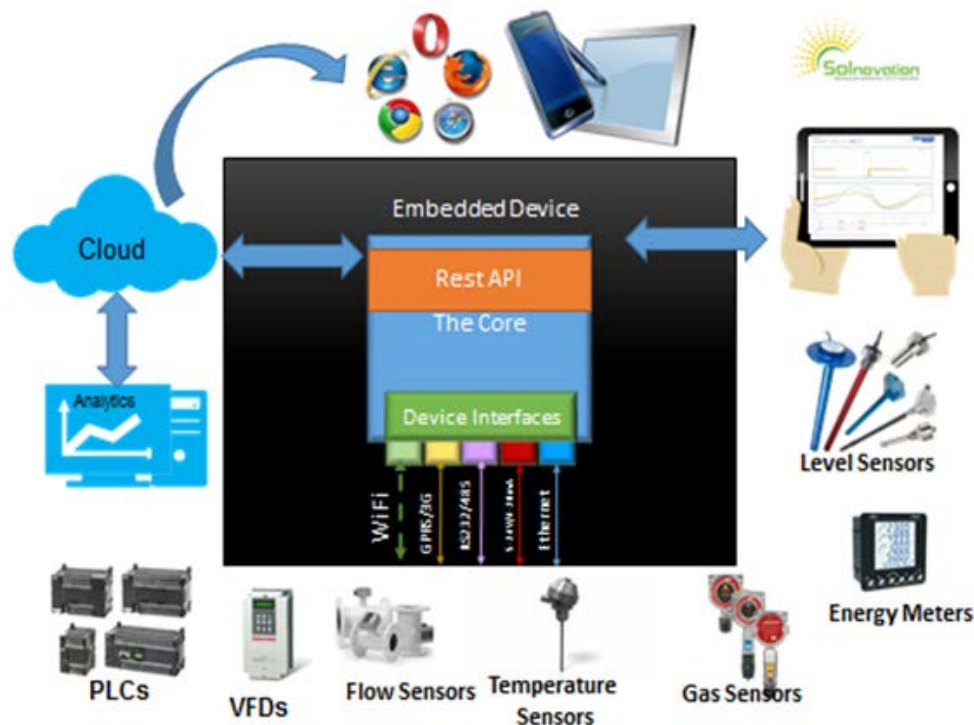 Solnovation
Embedded Device
Cloud
Rest API
The Core
Analytics
Device Interfaces
Level Sensors
WiFi
GPRS/3G
RS232/485
Ethernet
Energy Meters
PLCs
VFDs
Flow Sensors
Temperature
Sensors
Gas Sensors